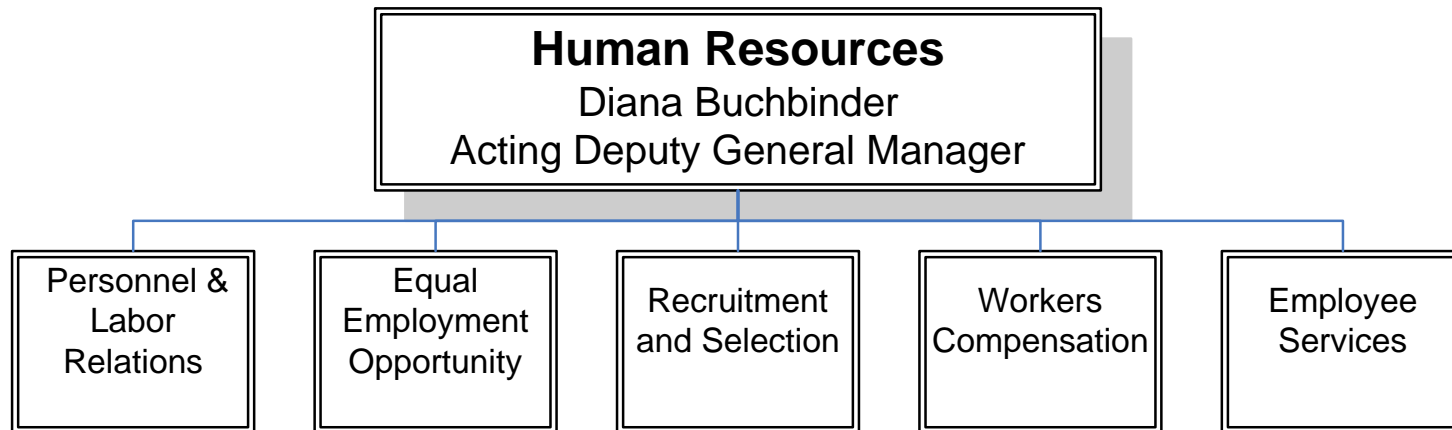 Human Resources
Diana Buchbinder
Acting Deputy General Manager
Personnel &
Labor
Relations
Equal
Employment
Opportunity
Recruitment
and Selection
Workers
Compensation
Employee
Services